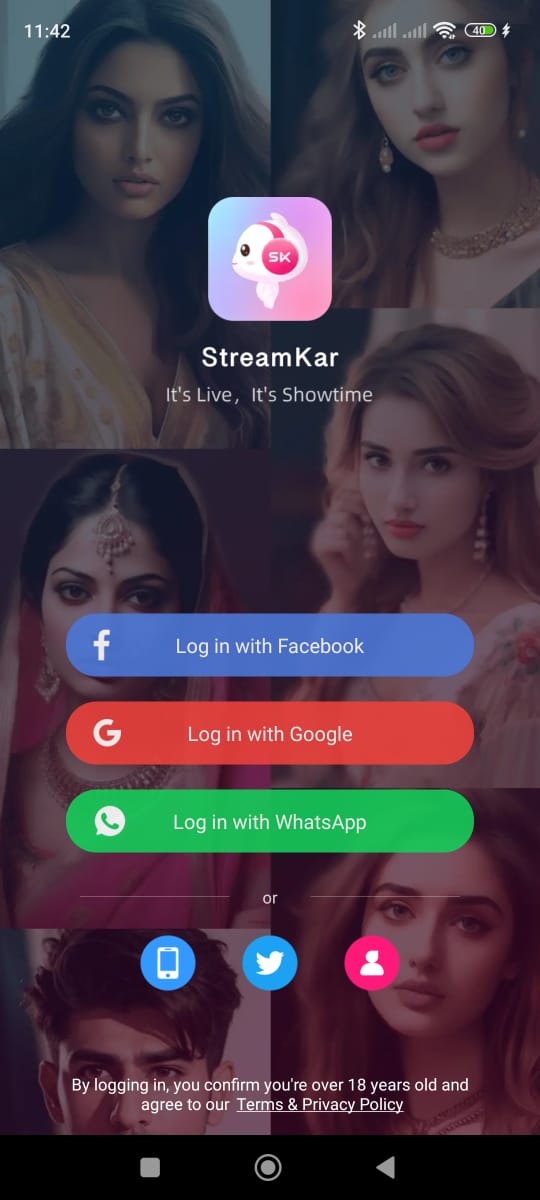 11:42
40
SK
StreamKar
It's Live，It's Showtime
Log in with Facebook
Log in with Google
Log in with WhatsApp
or
By logging in, you confirm you're over 18 years old and
agree to our Terms & Privacy Policy